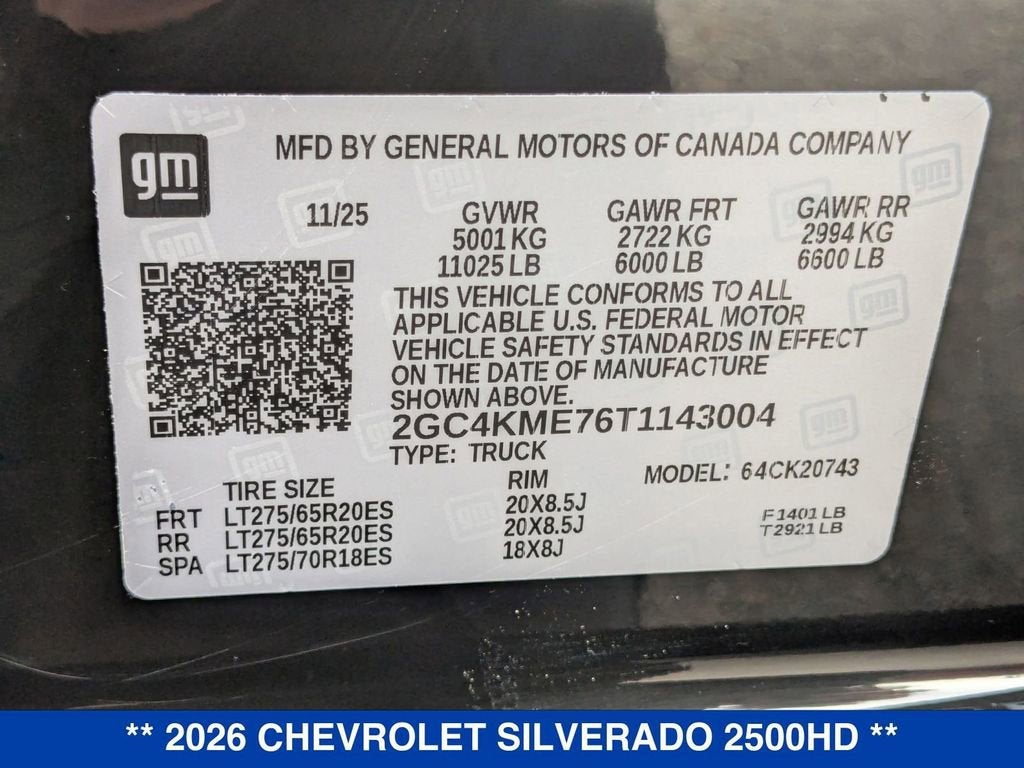 gm
MFD BY GENERAL MOTORS OF CANADA COMPANY
11/25 GVWR GAWR FRT GAWR RR
5001 KG 2722 KG 2994 KG
11025 LB 6000 LB 6600 LB
THIS VEHICLE CONFORMS TO ALL
APPLICABLE U.S. FEDERAL MOTOR
VEHICLE SAFETY STANDARDS IN EFFECT
ON THE DATE OF MANUFACTURE
SHOWN ABOVE.
2GC4KME76T1143004
TYPE: TRUCK
MODEL: 64CK20743
TIRE SIZE RIM
FRT LT275/65R20ES 20X8.5J
RR LT275/65R20ES 20X8.5J
SPA LT275/70R18ES 18X8J
F1401 LB
T2921 LB
** 2026 CHEVROLET SILVERADO 2500HD **